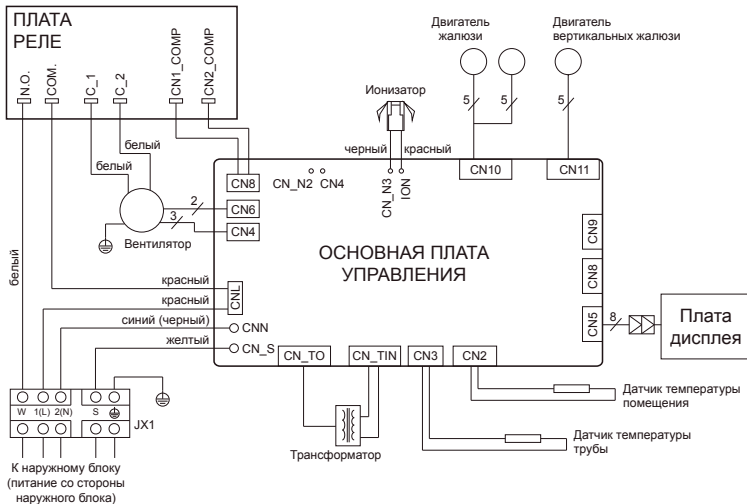 ПЛАТА
РЕЛЕ
N.O.
COM.
C_1
C_2
CN1_COMP
CN2_COMP
Двигатель
жалюзи
Двигатель
вертикальных жалюзи
5
5
5
Ионизатор
черный
красный
белый
белый
CN8
CN_N2
CN4
CN_N3
ION
CN10
CN11
CN6
CN4
2
3
Вентилятор
белый
ОСНОВНАЯ ПЛАТА
УПРАВЛЕНИЯ
CN9
CN8
CN5
8
Плата
дисплея
красный
красный
CNL
синий (черный)
CNN
желтый
CN_S
CN_TO
CN_TIN
CN3
CN2
W
1(L)
2(N)
S
JX1
Трансформатор
Датчик температуры
помещения
Датчик температуры
трубы
К наружному блоку
(питание со стороны
наружного блока)